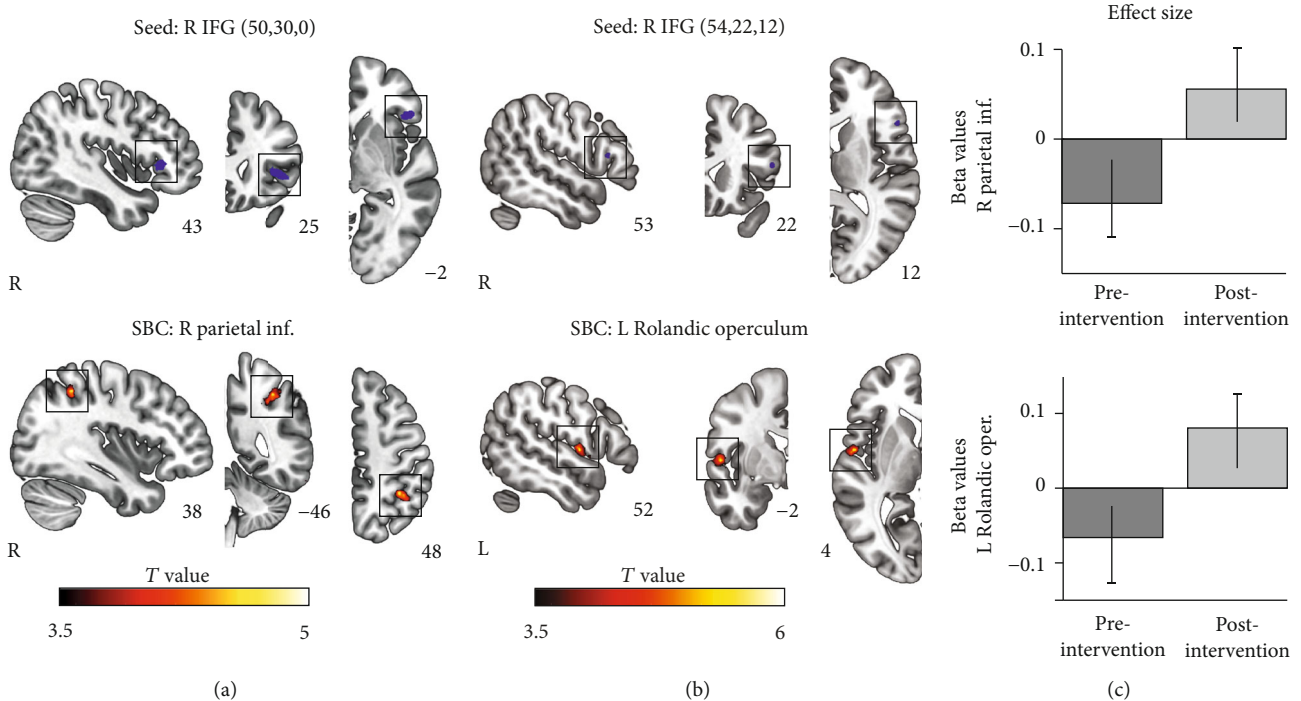 Seed: R IFG (50,30,0)
43
25
−2
R
SBC: R parietal inf.
38
−46
48
R
T value
3.5
5
(a)
Seed: R IFG (54,22,12)
53
22
12
R
SBC: L Rolandic operculum
52
−2
4
L
T value
3.5
6
(b)
Effect size
Beta values
R parietal inf.
0.1
0
−0.1
Pre-
intervention
Post-
intervention
Beta values
L Rolandic oper.
0.1
0
−0.1
Pre-
intervention
Post-
intervention
(c)